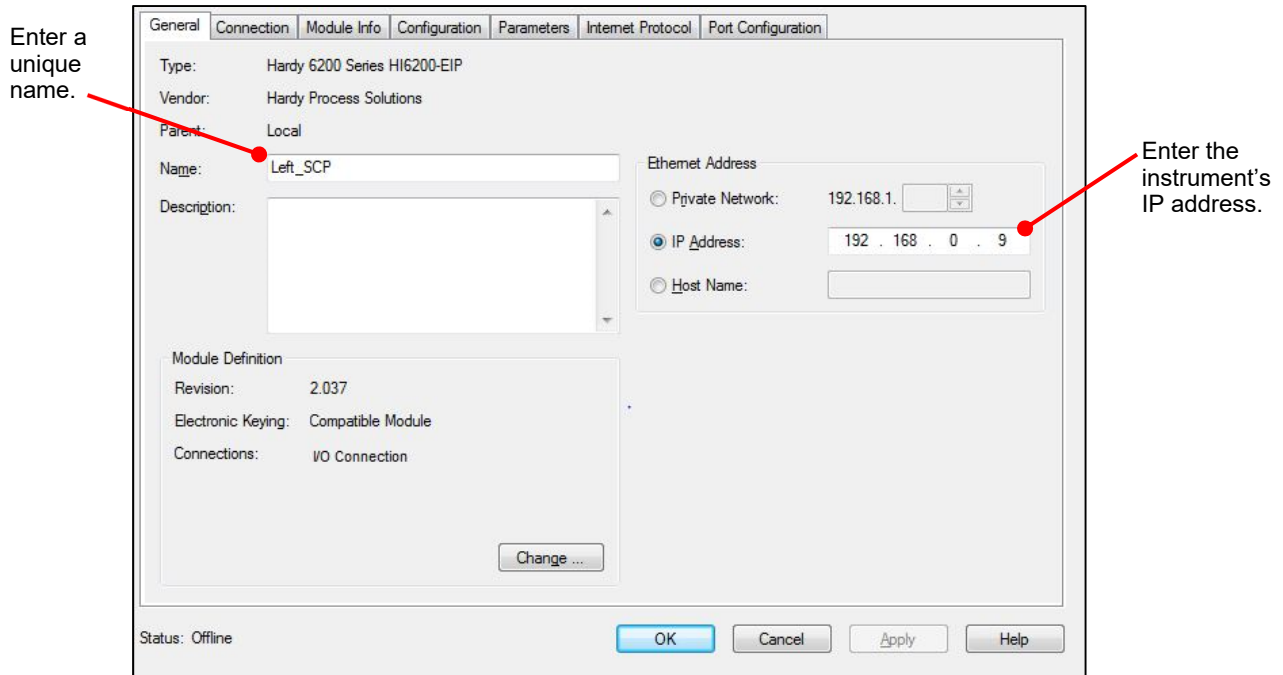 Enter a
unique
name.
General Connection Module Info Configuration Parameters Internet Protocol Port Configuration
Type: Hardy 6200 Series HI6200-EIP
Vendor: Hardy Process Solutions
Parent: Local
Name: Left_SCP
Description:
Ethernet Address
Private Network: 192.168.1.
IP Address: 192 . 168 . 0 . 9
Host Name:
Enter the
instrument’s
IP address.
Module Definition
Revision: 2.037
Electronic Keying: Compatible Module
Connections: I/O Connection
Change ...
Status: Offline
OK Cancel Apply Help